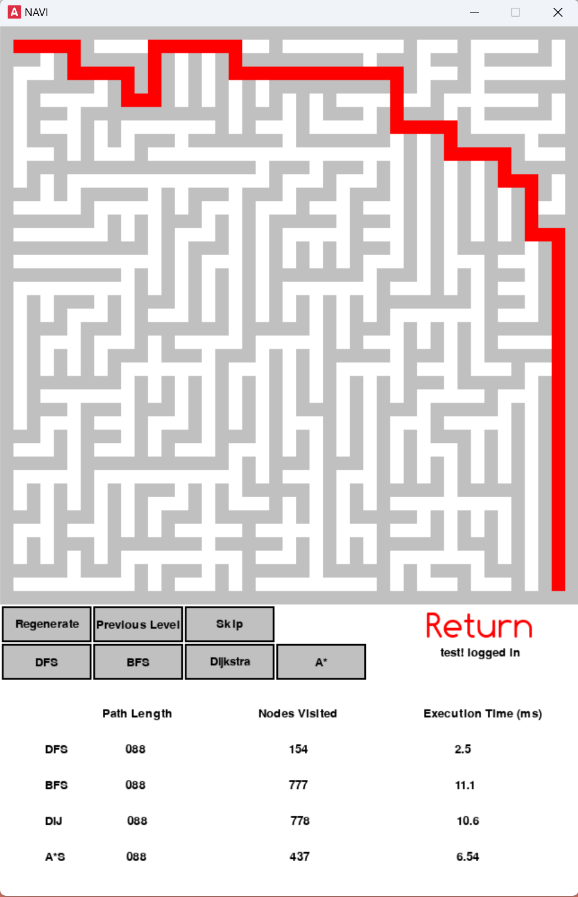 A NAVI
Regenerate Previous Level Skip
Return
test! logged in
DFS BFS Dijkstra A*
Path Length Nodes Visited Execution Time (ms)
DFS 088 154 2.5
BFS 088 777 11.1
DIJ 088 778 10.6
A*S 088 437 6.54